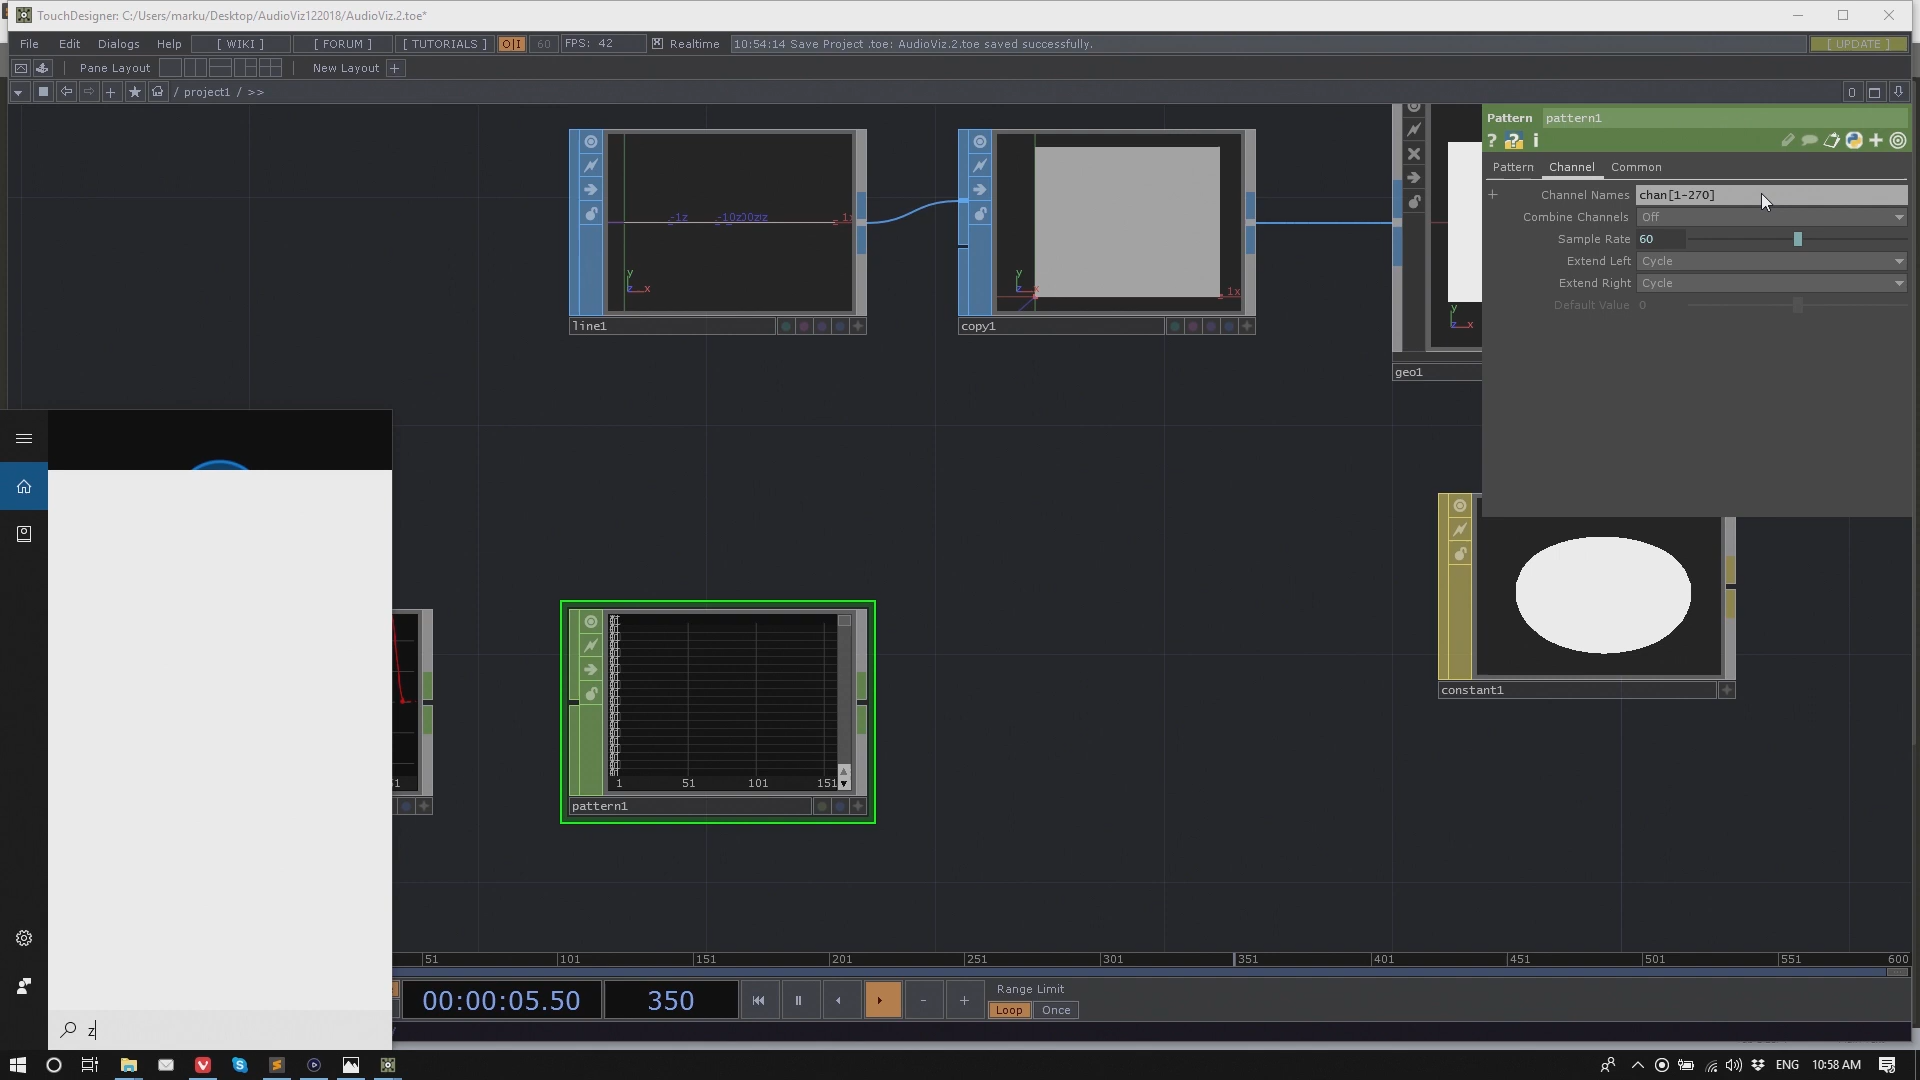 TouchDesigner: C:/Users/marku/Desktop/AudioViz122018/AudioViz.2.toe*
File Edit Dialogs Help [ WIKI ] [ FORUM ] [ TUTORIALS ] O|I 60 FPS: 42 Realtime 10:54:14 Save Project .toe: AudioViz.2.toe saved successfully. [ UPDATE ]
Pane Layout New Layout +
/ project1 / >> 0
Pattern pattern1
? ? i
Pattern Channel Common
+ Channel Names chan[1-270]
Combine Channels Off
Sample Rate 60
Extend Left Cycle
Extend Right Cycle
Default Value 0
-1z 1x
y
z x
line1
y
x
1x
copy1
y
z x
geo1
constant1
1 51 101 151
pattern1
51 101 151 201 251 301 351 401 451 501 551 600
00:00:05.50 350 - + Range Limit
Loop Once
z
ENG 10:58 AM